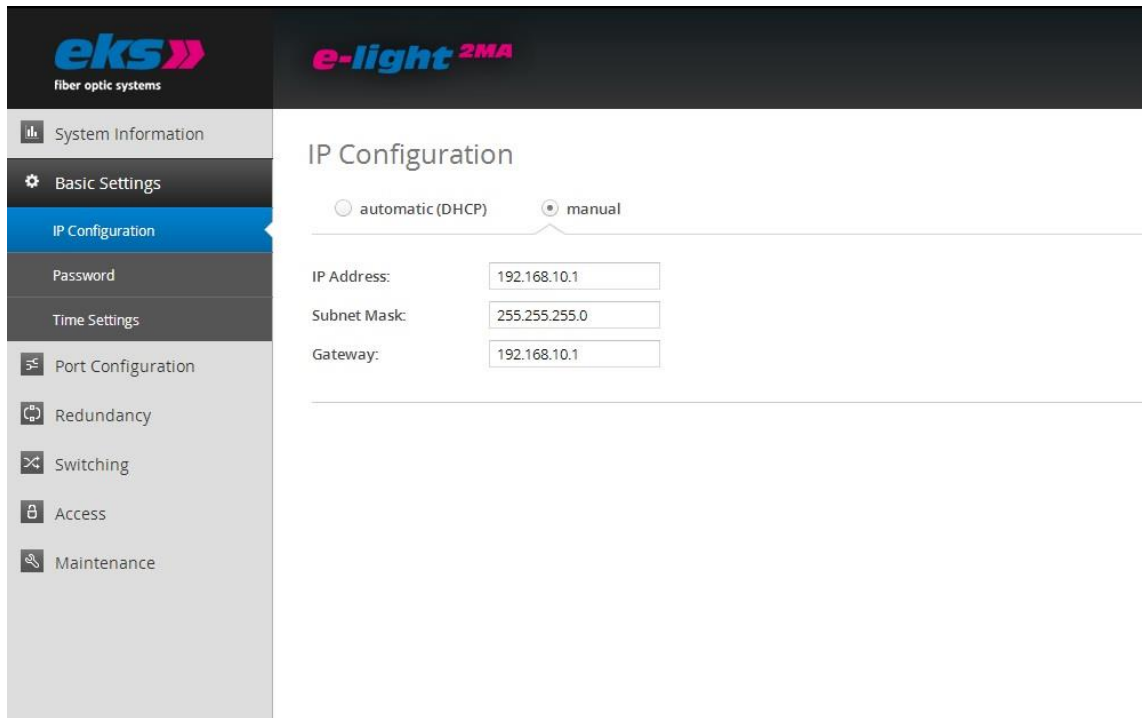 eks
fiber optic systems
e-light 2MA
System Information
Basic Settings
IP Configuration
Password
Time Settings
Port Configuration
Redundancy
Switching
Access
Maintenance
IP Configuration
automatic (DHCP) manual
IP Address: 192.168.10.1
Subnet Mask: 255.255.255.0
Gateway: 192.168.10.1